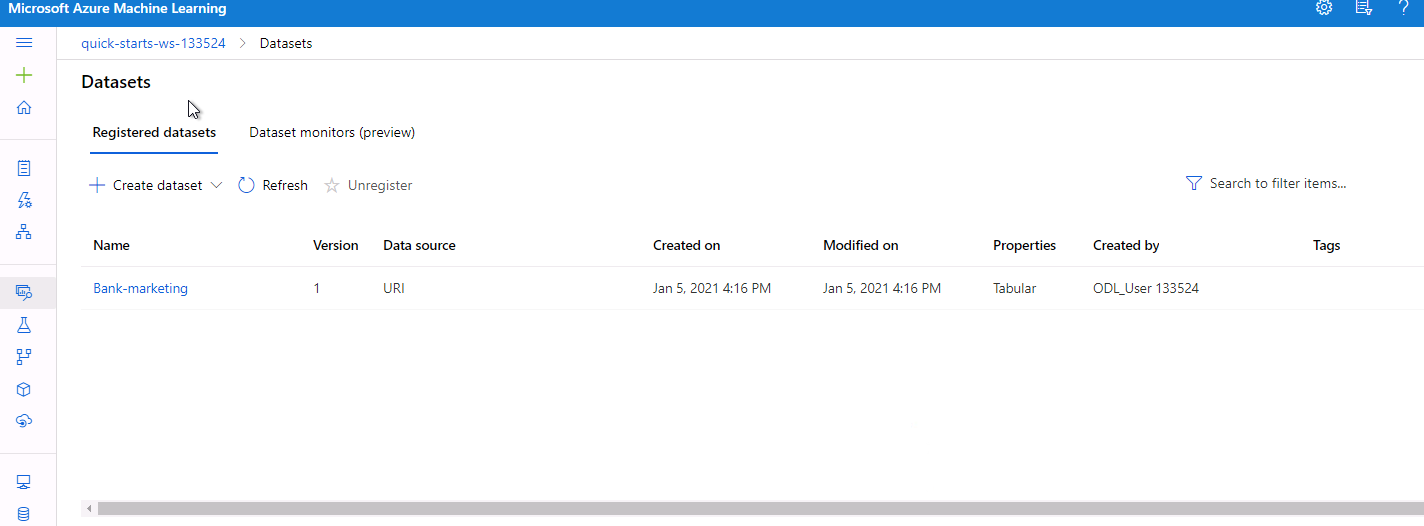 Microsoft Azure Machine Learning
quick-starts-ws-133524 > Datasets
Datasets
Registered datasets Dataset monitors (preview)
Create dataset Refresh Unregister Search to filter items...
Name Version Data source Created on Modified on Properties Created by Tags
Bank-marketing 1 URI Jan 5, 2021 4:16 PM Jan 5, 2021 4:16 PM Tabular ODL_User 133524